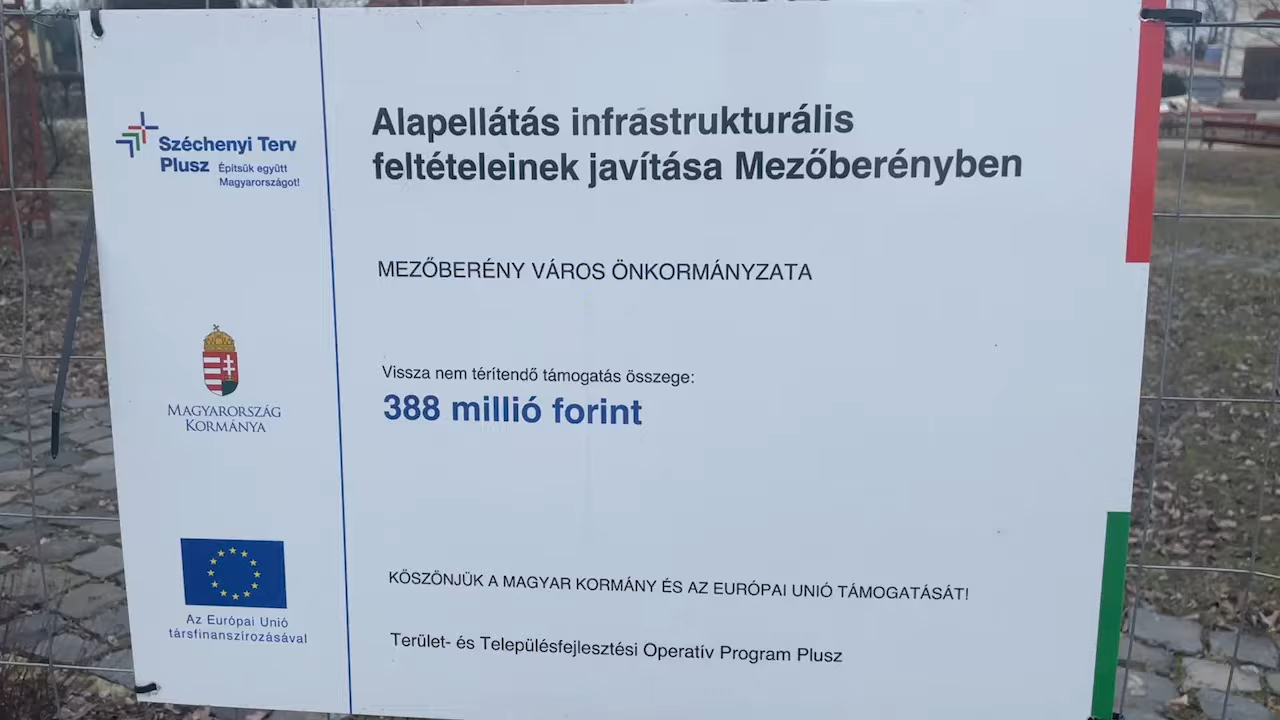 Széchenyi Terv
Plusz Építsük együtt
Magyarországot!
MAGYARORSZÁG
KORMÁNYA
Az Európai Unió
társfinanszírozásával
Alapellátás infrastrukturális
feltételeinek javítása Mezőberényben
MEZŐBERÉNY VÁROS ÖNKORMÁNYZATA
Vissza nem térítendő támogatás összege:
388 millió forint
KÖSZÖNJÜK A MAGYAR KORMÁNY ÉS AZ EURÓPAI UNIÓ TÁMOGATÁSÁT!
Terület- és Településfejlesztési Operatív Program Plusz